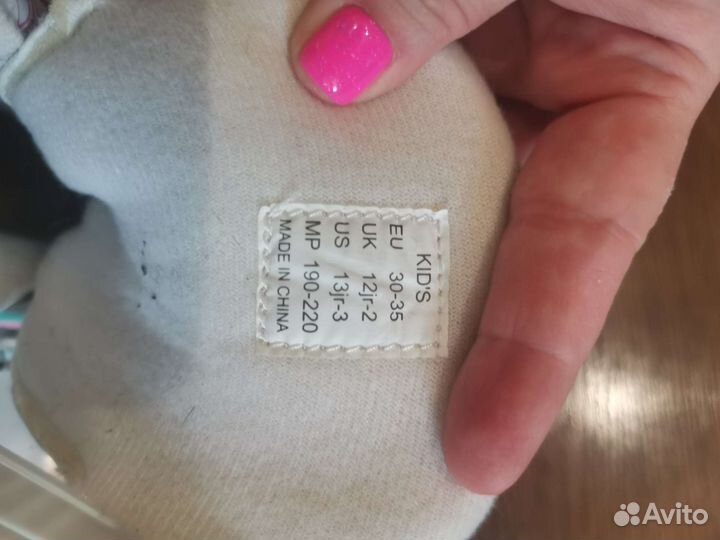 KID'S
EU 30-35
UK 12jr-2
US 13jr-3
MP 190-220
MADE IN CHINA
Avito